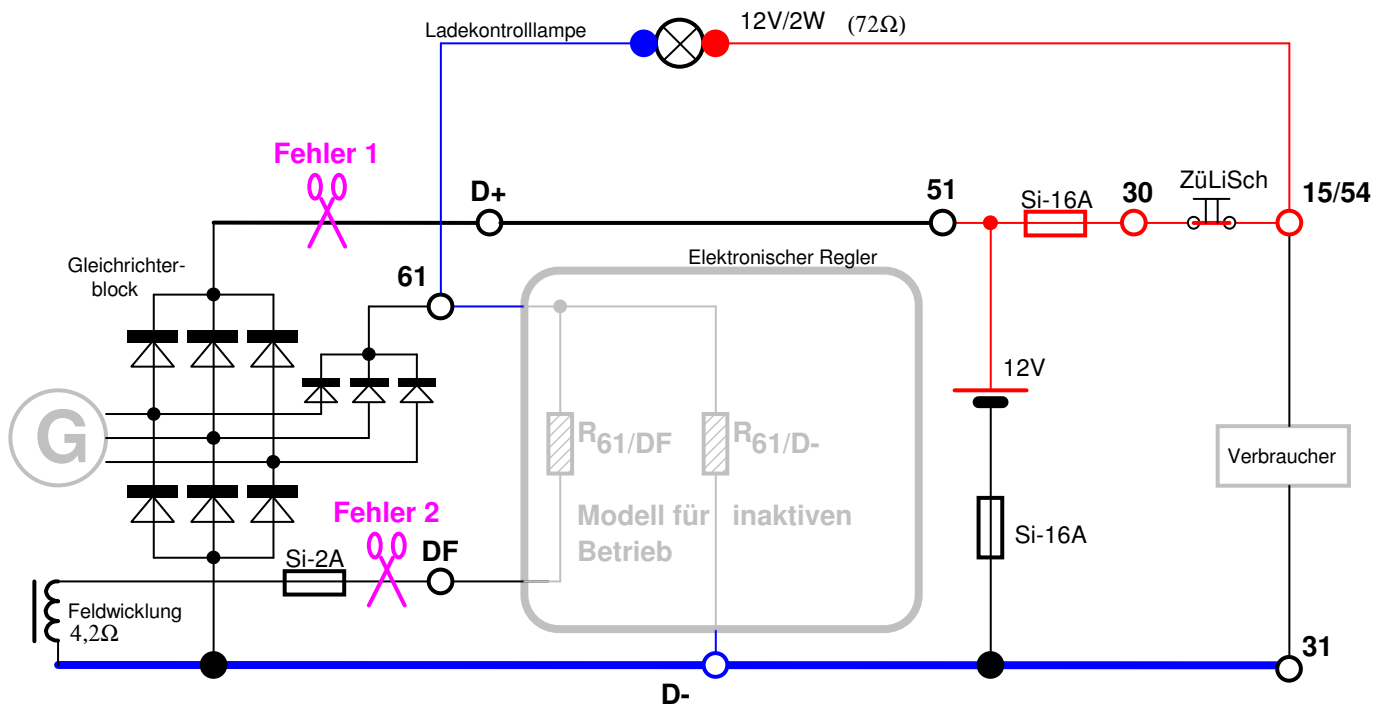 Ladekontrolllampe
12V/2W (72Ω)
Fehler 1
D+
51
Si-16A
30
ZüLiSch
15/54
Gleichrichter-
block
61
Elektronischer Regler
12V
G
R61/DF
R61/D-
Verbraucher
Fehler 2
Modell für inaktiven
Betrieb
Si-16A
Si-2A
DF
Feldwicklung
4,2Ω
31
D-